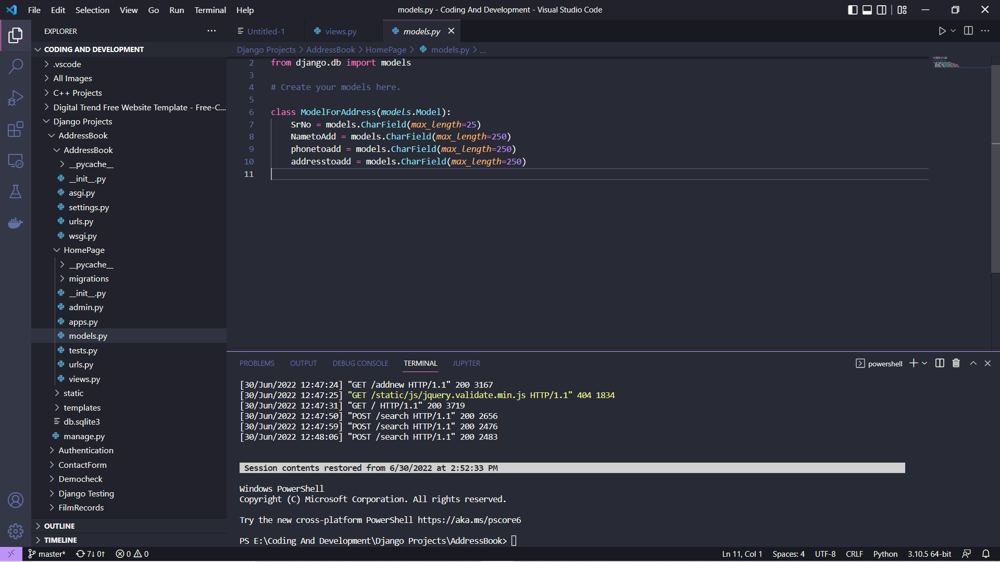 File Edit Selection View Go Run Terminal Help
models.py - Coding And Development - Visual Studio Code
EXPLORER
CODING AND DEVELOPMENT
.vscode
All Images
C++ Projects
Digital Trend Free Website Template - Free-C...
Django Projects
AddressBook
AddressBook
__pycache__
__init__.py
asgi.py
settings.py
urls.py
wsgi.py
HomePage
__pycache__
migrations
__init__.py
admin.py
apps.py
models.py
tests.py
urls.py
views.py
static
templates
db.sqlite3
manage.py
Authentication
ContactForm
Democheck
Django Testing
FilmRecords
OUTLINE
TIMELINE
Untitled-1 views.py models.py
Django Projects > AddressBook > HomePage > models.py > ...
2 from django.db import models
3
4 # Create your models here.
5
6 class ModelForAddress(models.Model):
7 SrNo = models.CharField(max_length=25)
8 NametoAdd = models.CharField(max_length=250)
9 phonetoadd = models.CharField(max_length=250)
10 addresstoadd = models.CharField(max_length=250)
11
PROBLEMS OUTPUT DEBUG CONSOLE TERMINAL JUPYTER powershell
[30/Jun/2022 12:47:24] "GET /addnew HTTP/1.1" 200 3167
[30/Jun/2022 12:47:25] "GET /static/js/jquery.validate.min.js HTTP/1.1" 404 1834
[30/Jun/2022 12:47:31] "GET / HTTP/1.1" 200 3719
[30/Jun/2022 12:47:50] "POST /search HTTP/1.1" 200 2656
[30/Jun/2022 12:47:59] "POST /search HTTP/1.1" 200 2476
[30/Jun/2022 12:48:06] "POST /search HTTP/1.1" 200 2483
Session contents restored from 6/30/2022 at 2:52:33 PM
Windows PowerShell
Copyright (C) Microsoft Corporation. All rights reserved.
Try the new cross-platform PowerShell https://aka.ms/pscore6
PS E:\Coding And Development\Django Projects\AddressBook>
master* 7↓ 0↑ 0 0 Ln 11, Col 1 Spaces: 4 UTF-8 CRLF Python 3.10.5 64-bit